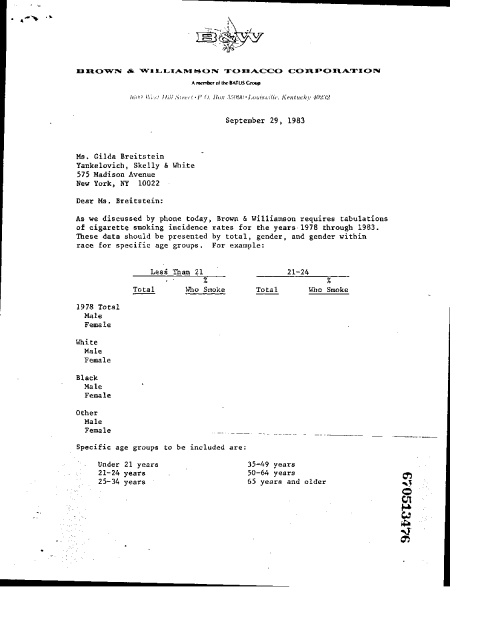 B&W
BROWN & WILLIAMSON TOBACCO CORPORATION
A member of the BATUS Group
1600 West Hill Street • P.O. Box 35090 • Louisville, Kentucky 40232
September 29, 1983
Ms. Gilda Breitstein
Yankelovich, Skelly & White
575 Madison Avenue
New York, NY 10022
Dear Ms. Breitstein:
As we discussed by phone today, Brown & Williamson requires tabulations
of cigarette smoking incidence rates for the years 1978 through 1983.
These data should be presented by total, gender, and gender within
race for specific age groups. For example:
Less Than 21 21-24
% %
Total Who Smoke Total Who Smoke
1978 Total
Male
Female
White
Male
Female
Black
Male
Female
Other
Male
Female
Specific age groups to be included are:
Under 21 years 35-49 years
21-24 years 50-64 years
25-34 years 65 years and older
670513476